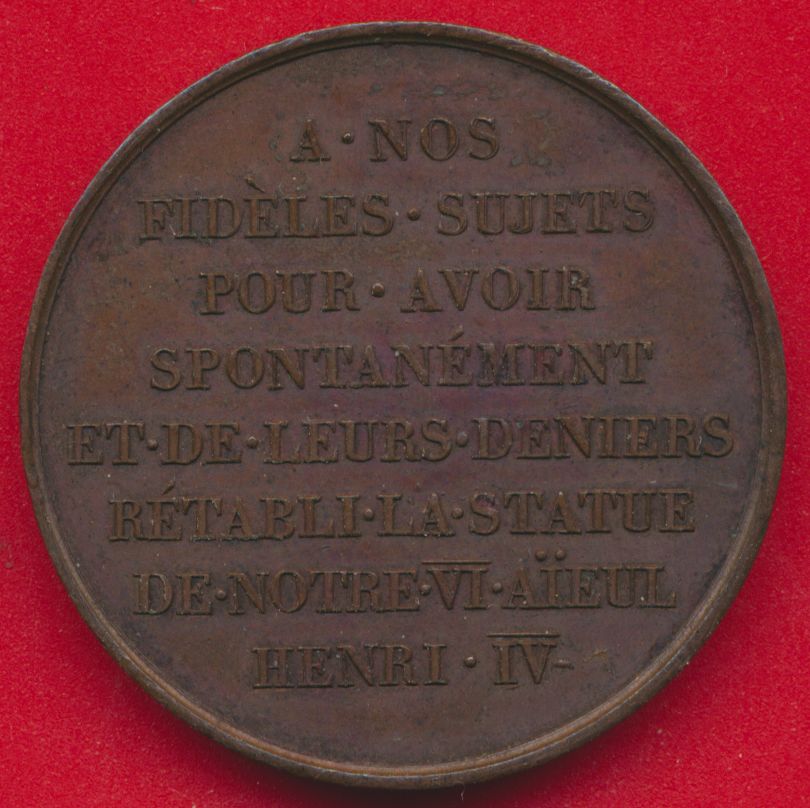 A · NOS
FIDÈLES · SUJETS
POUR · AVOIR
SPONTANÉMENT
ET·DE·LEURS·DENIERS
RÉTABLI·LA·STATUE
DE·NOTRE·VI·AÏEUL
HENRI · IV